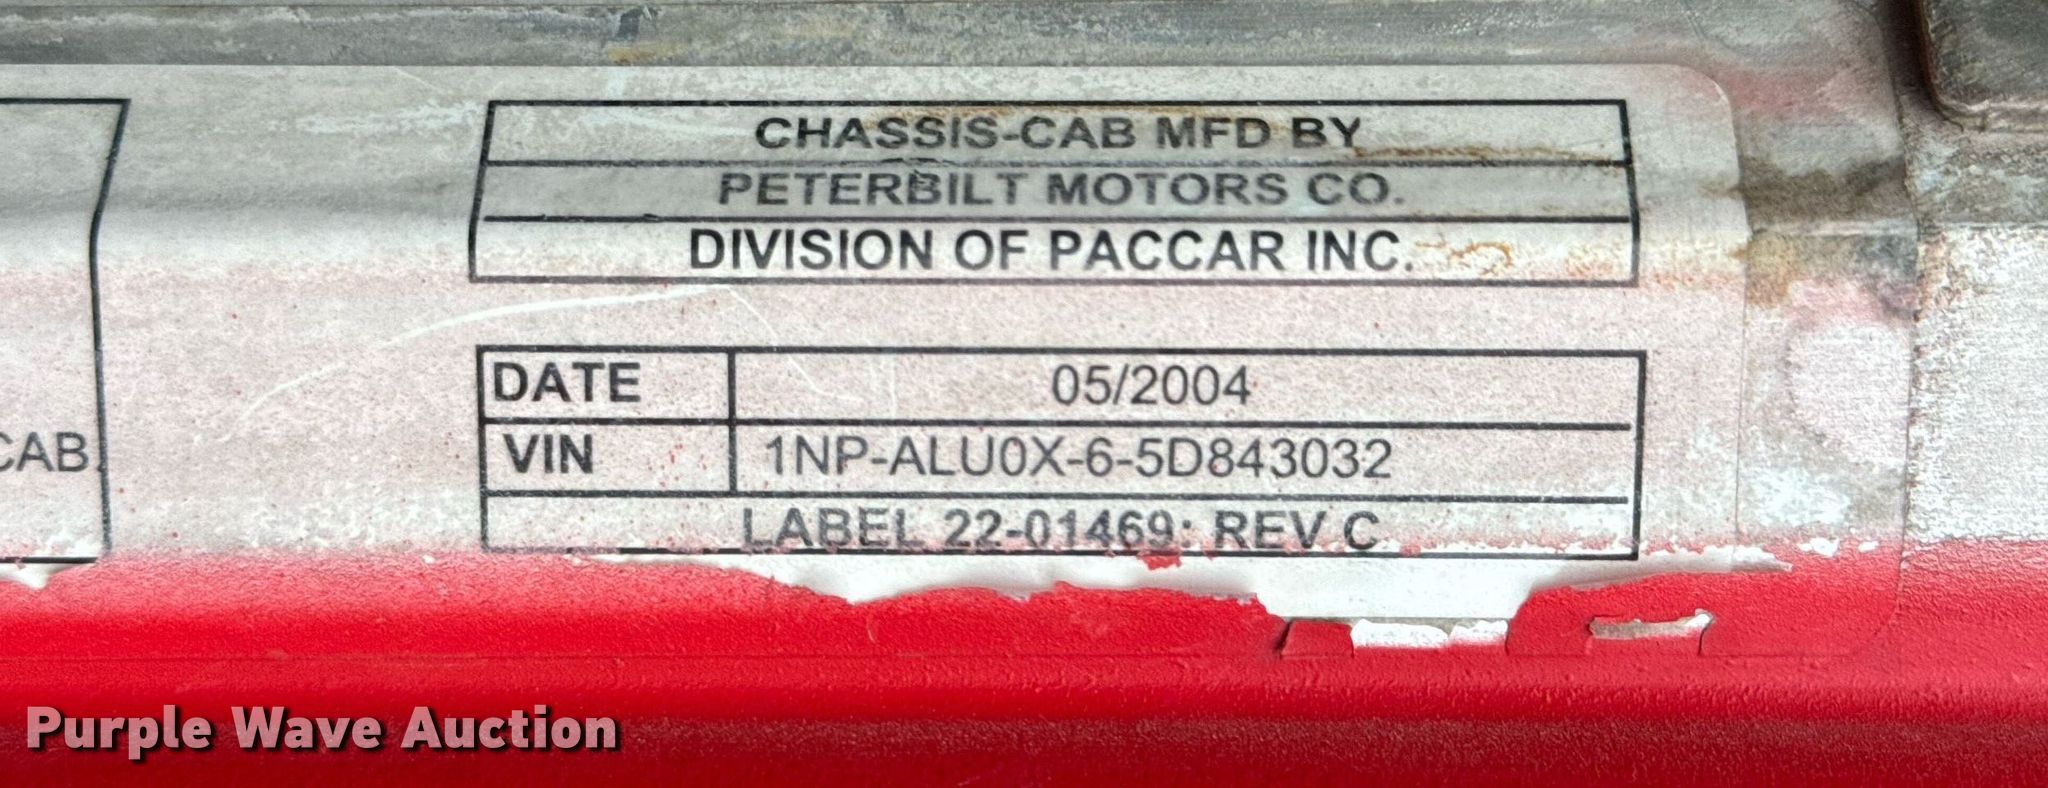 CHASSIS-CAB MFD BY
PETERBILT MOTORS CO.
DIVISION OF PACCAR INC.
DATE 05/2004
CAB.
VIN 1NP-ALU0X-6-5D843032
LABEL 22-01469: REV C
Purple Wave Auction